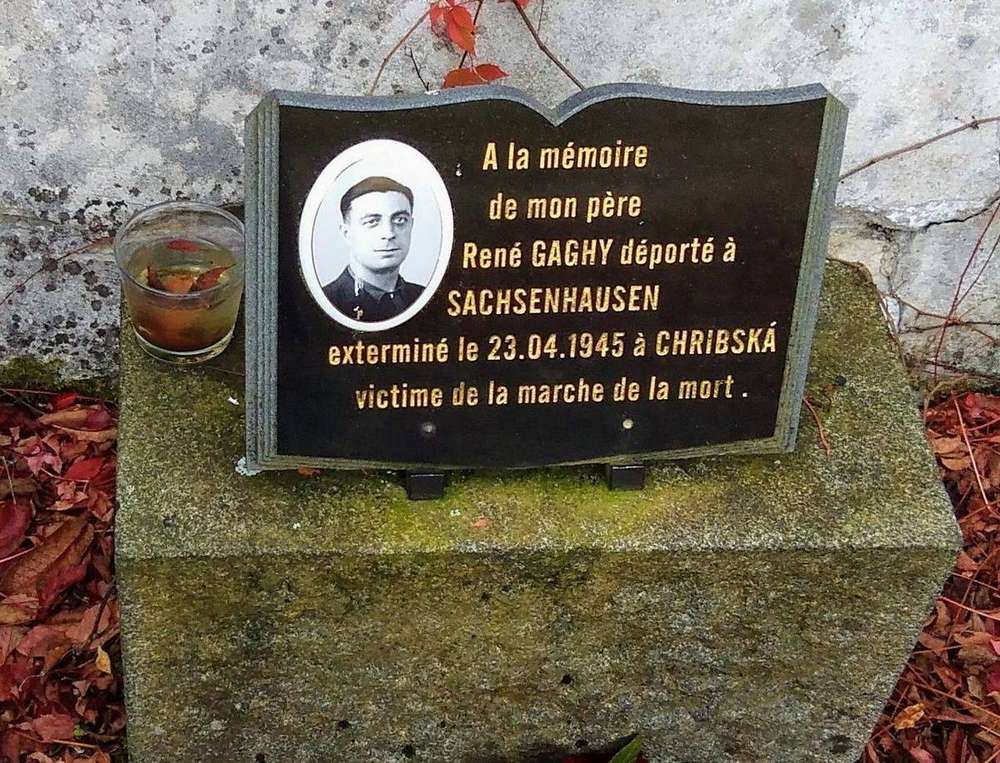 A la mémoire
de mon père
René GAGHY déporté à
SACHSENHAUSEN
exterminé le 23.04.1945 à CHRIBSKÁ
victime de la marche de la mort .